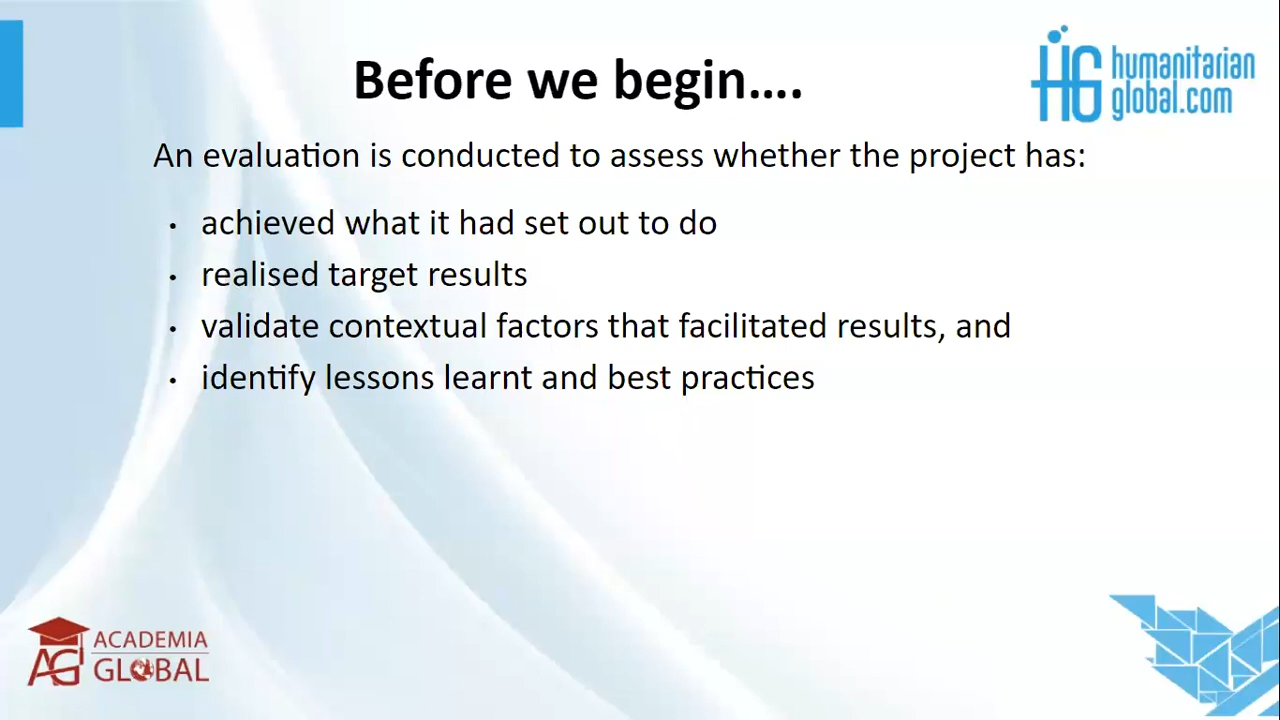 Before we begin....
humanitarian
global.com
An evaluation is conducted to assess whether the project has:
• achieved what it had set out to do
• realised target results
• validate contextual factors that facilitated results, and
• identify lessons learnt and best practices
ACADEMIA
GLOBAL